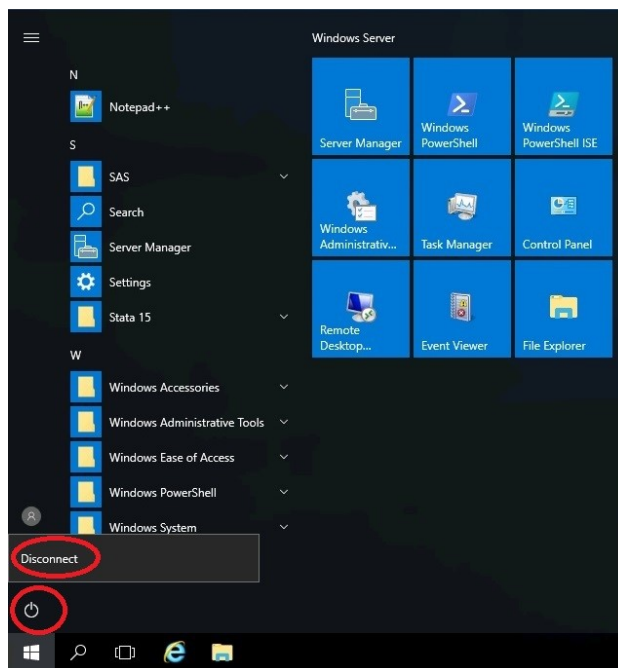 Windows Server
N
Notepad++
S
SAS
Search
Server Manager
Settings
Stata 15
W
Windows Accessories
Windows Administrative Tools
Windows Ease of Access
Windows PowerShell
Windows System
Disconnect
Server Manager
Windows
PowerShell
Windows
PowerShell ISE
Windows
Administrativ...
Task Manager
Control Panel
Remote
Desktop...
Event Viewer
File Explorer